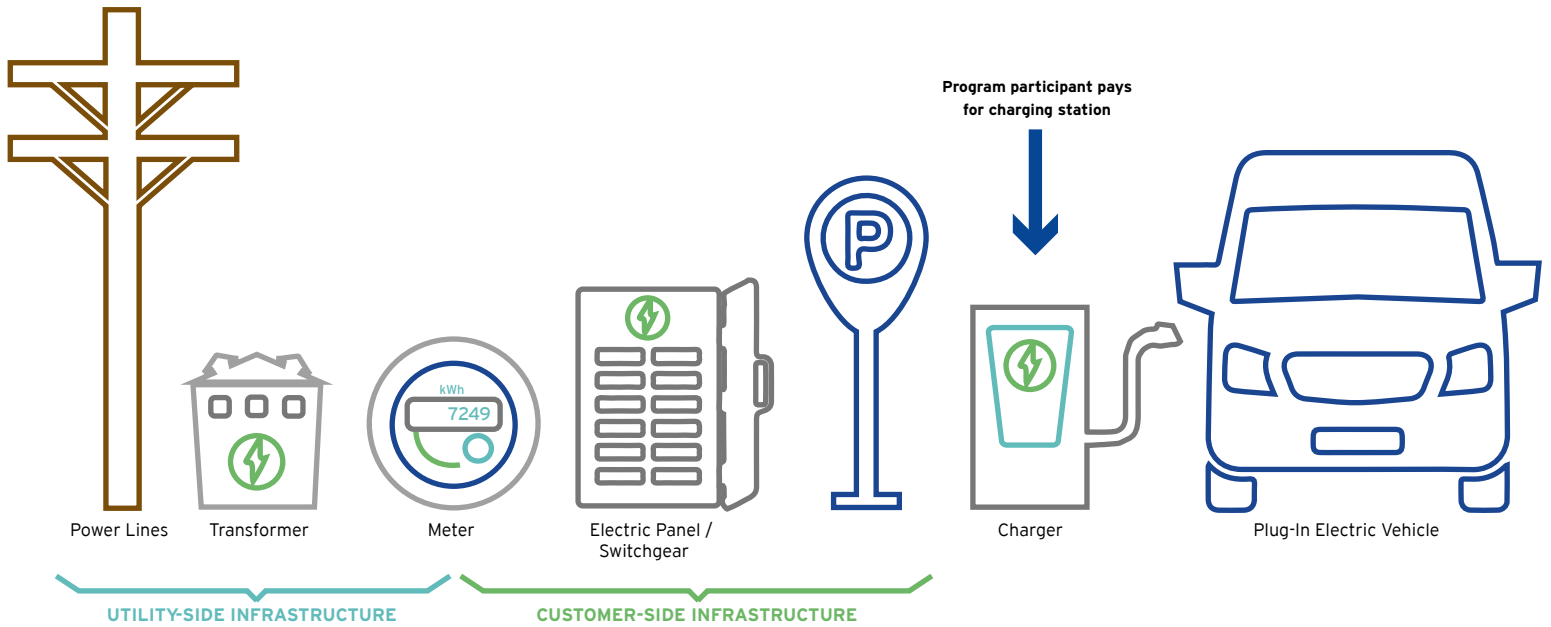 Program participant pays
for charging station
P
kWh
7249
Power Lines
Transformer
Meter
Electric Panel /
Switchgear
Charger
Plug-In Electric Vehicle
UTILITY-SIDE INFRASTRUCTURE
CUSTOMER-SIDE INFRASTRUCTURE